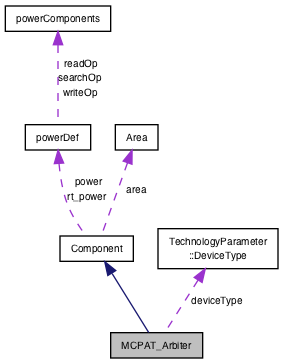 powerComponents
readOp
searchOp
writeOp
powerDef
Area
power
rt_power
area
Component
TechnologyParameter
::DeviceType
deviceType
MCPAT_Arbiter